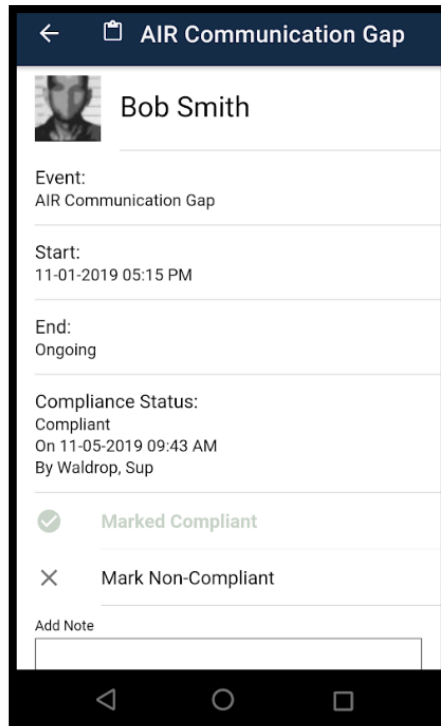 AIR Communication Gap
Bob Smith
Event:
AIR Communication Gap
Start:
11-01-2019 05:15 PM
End:
Ongoing
Compliance Status:
Compliant
On 11-05-2019 09:43 AM
By Waldrop, Sup
Marked Compliant
Mark Non-Compliant
Add Note